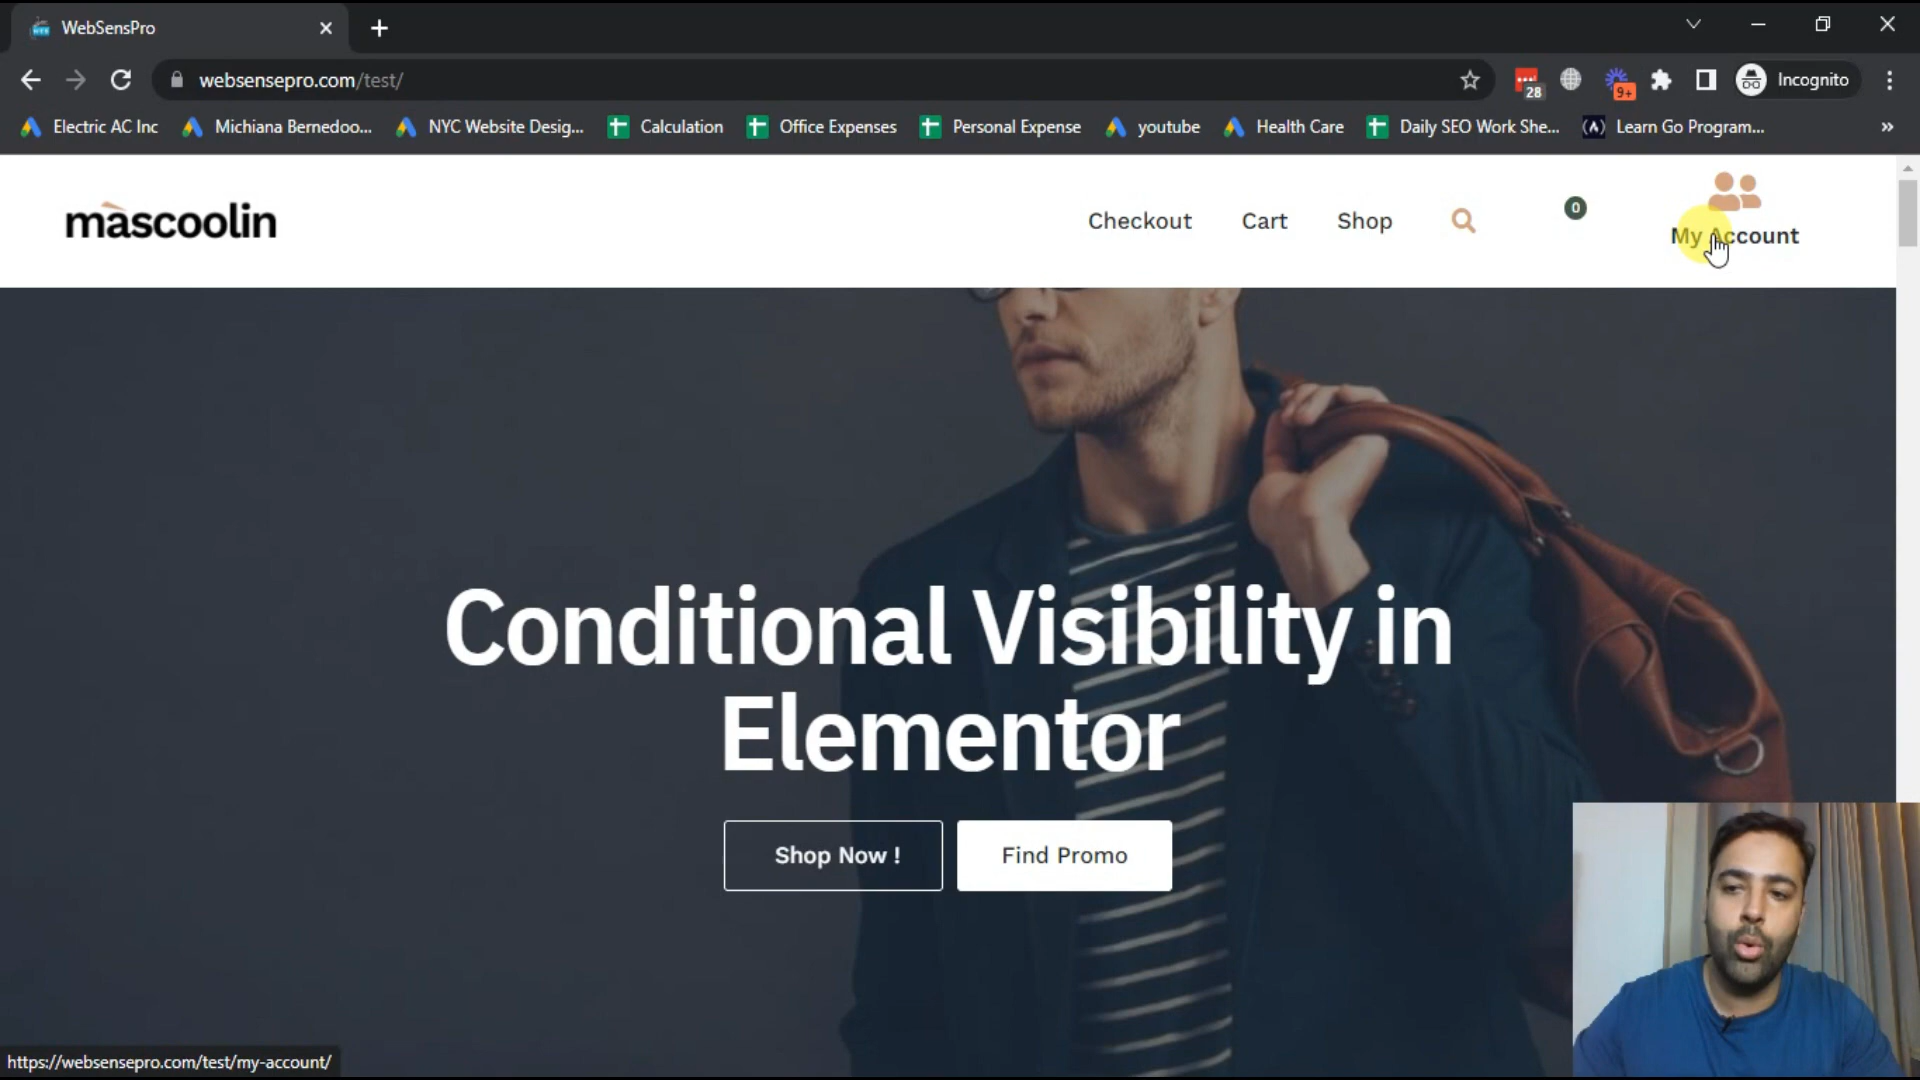 WebSensPro
websensepro.com/test/
28
9+
Incognito
Electric AC Inc
Michiana Bernedoo...
NYC Website Desig...
Calculation
Office Expenses
Personal Expense
youtube
Health Care
Daily SEO Work She...
Learn Go Program...
mascoolin
Checkout
Cart
Shop
0
My Account
Conditional Visibility in
Elementor
Shop Now !
Find Promo
https://websensepro.com/test/my-account/